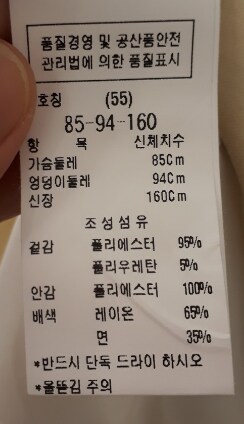 품질경영 및 공산품안전
관리법에 의한 품질표시
호칭 (55)
85-94-160
항 목 신체치수
가슴둘레 85Cm
엉덩이둘레 94Cm
신장 160Cm
조성섬유
겉감 폴리에스터 95%
폴리우레탄 5%
안감 폴리에스터 100%
배색 레이온 65%
면 35%
*반드시 단독 드라이 하시오
*올뜯김 주의